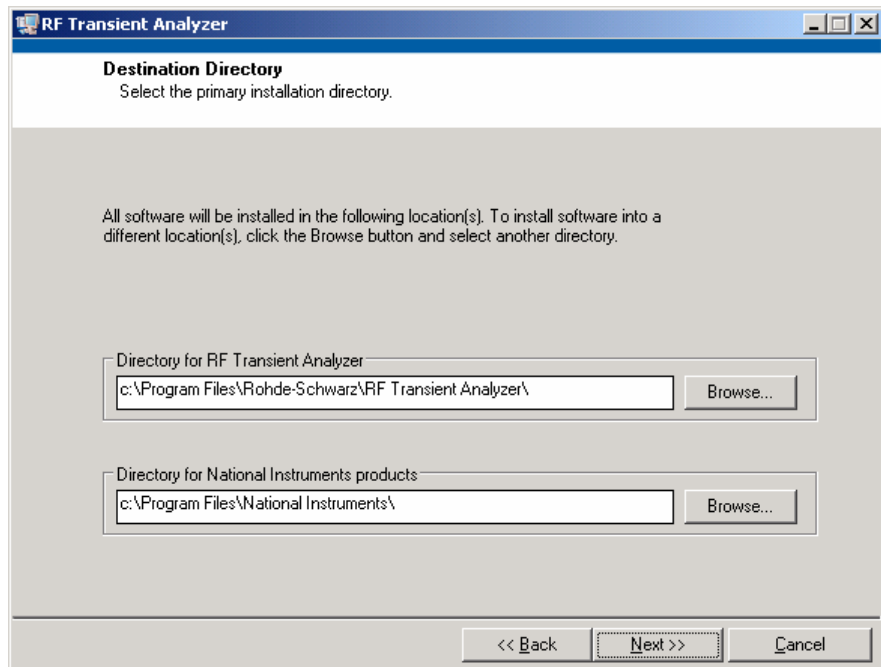 RF Transient Analyzer
Destination Directory
Select the primary installation directory.
All software will be installed in the following location(s). To install software into a
different location(s), click the Browse button and select another directory.
Directory for RF Transient Analyzer
c:\Program Files\Rohde-Schwarz\RF Transient Analyzer\
Browse...
Directory for National Instruments products
c:\Program Files\National Instruments\
Browse...
<< Back
Next >>
Cancel